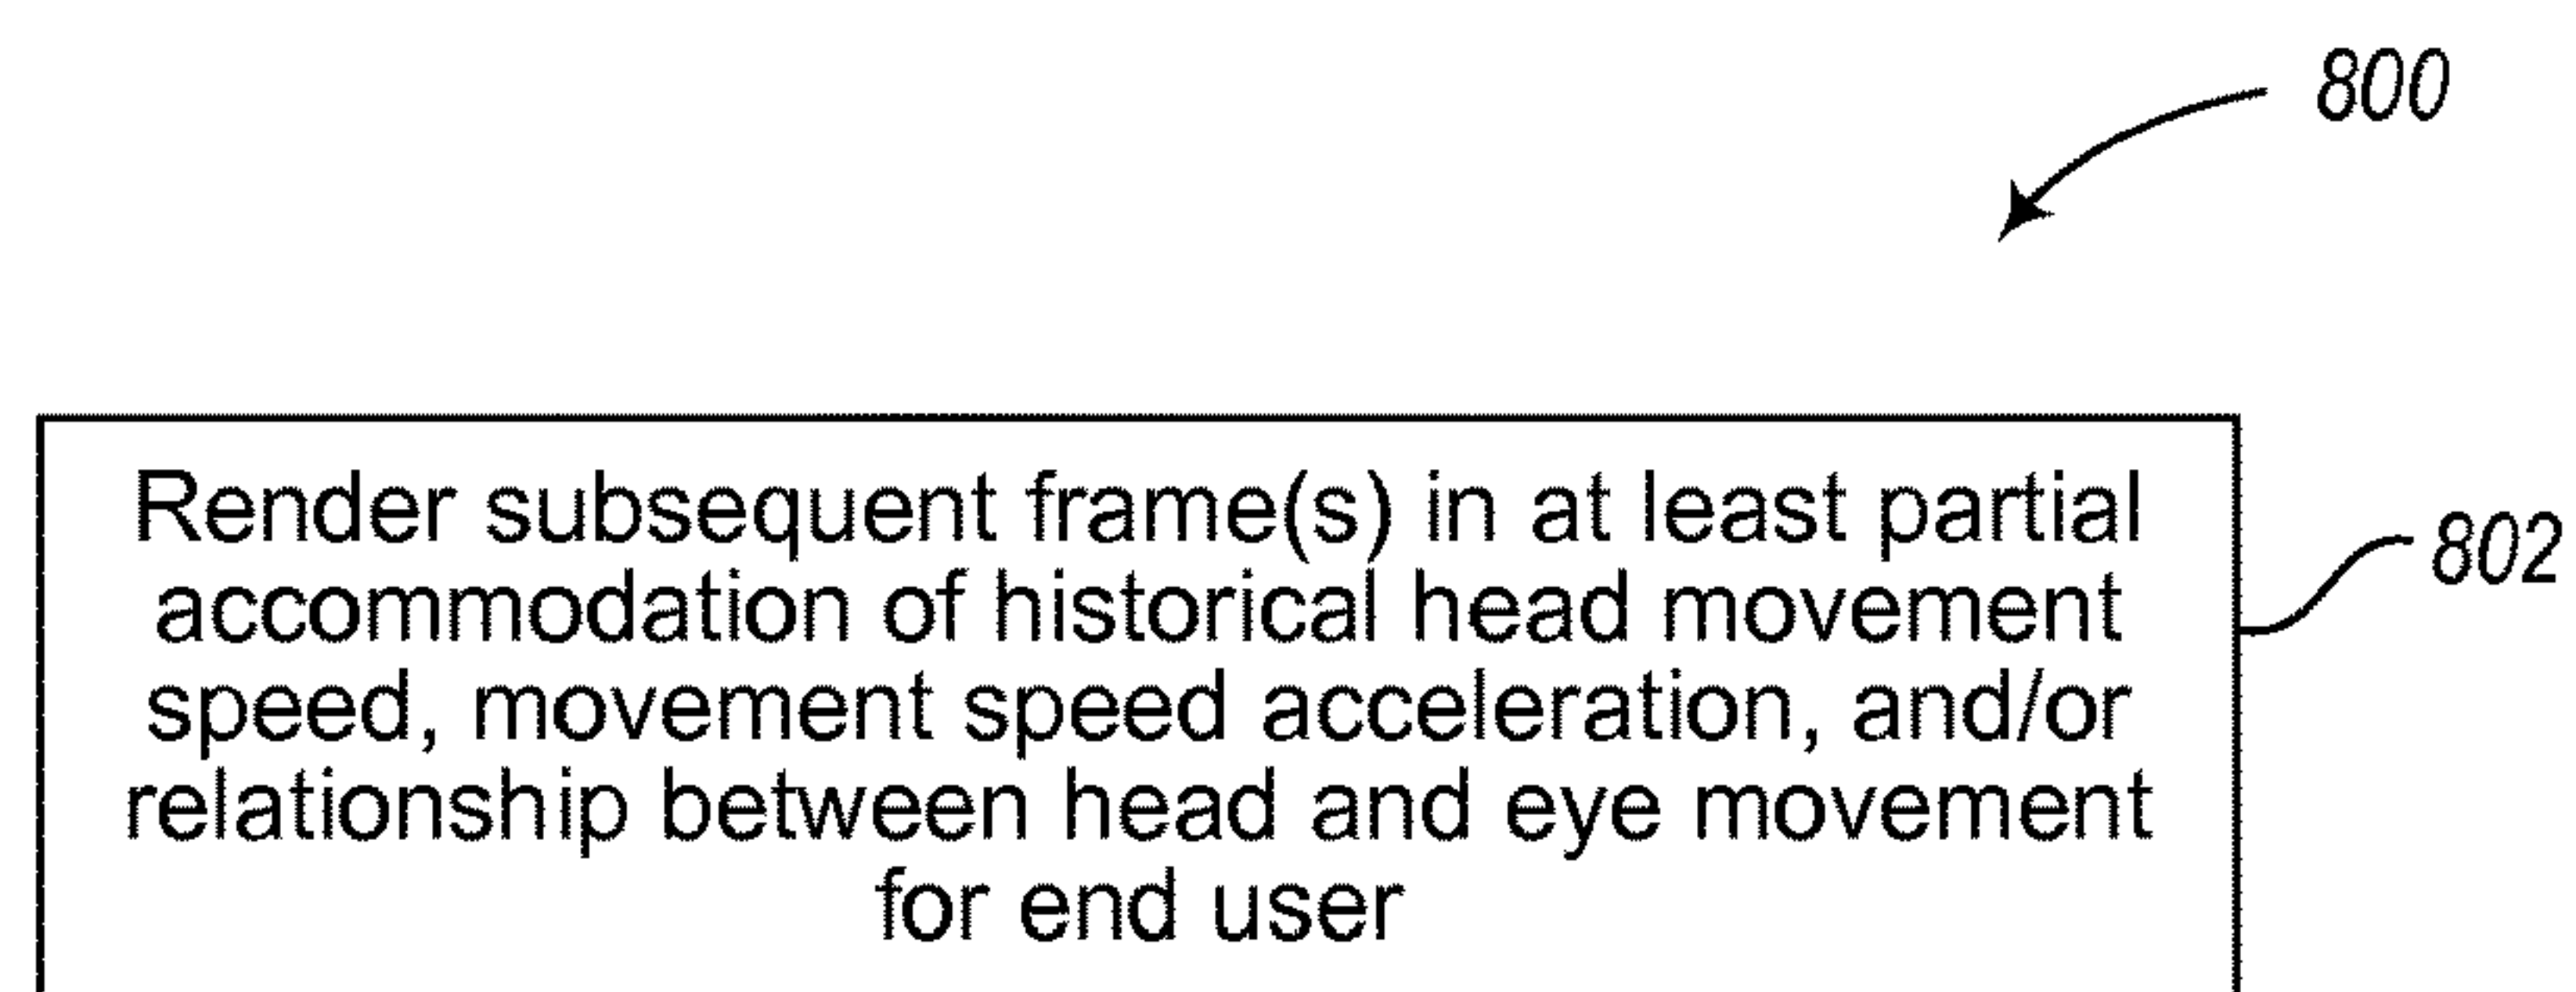 800
Render subsequent frame(s) in at least partial
accommodation of historical head movement
speed, movement speed acceleration, and/or
relationship between head and eye movement
for end user
802